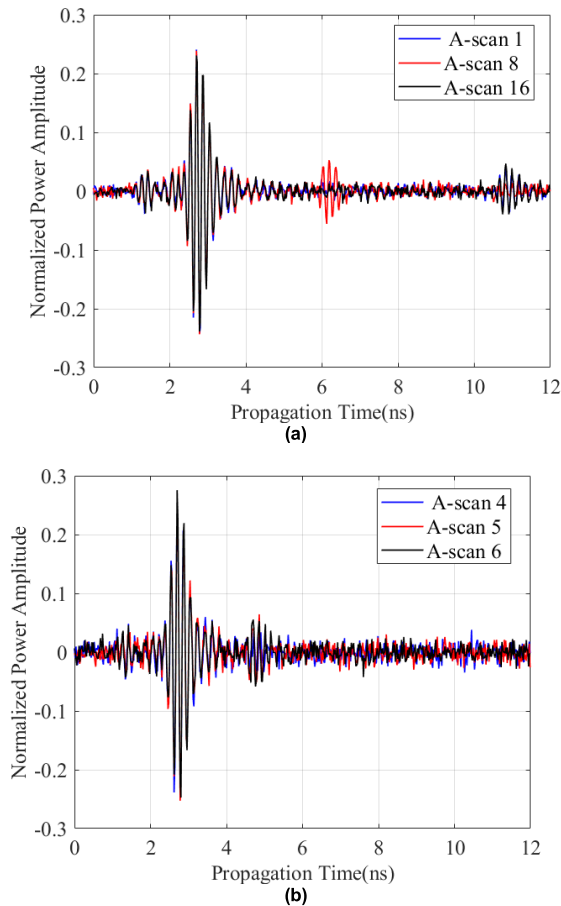 0.3
0.2
0.1
0
-0.1
-0.2
-0.3
Normalized Power Amplitude
A-scan 1
A-scan 8
A-scan 16
0 2 4 6 8 10 12
Propagation Time(ns)
(a)
0.3
0.2
0.1
0
-0.1
-0.2
-0.3
Normalized Power Amplitude
A-scan 4
A-scan 5
A-scan 6
0 2 4 6 8 10 12
Propagation Time(ns)
(b)